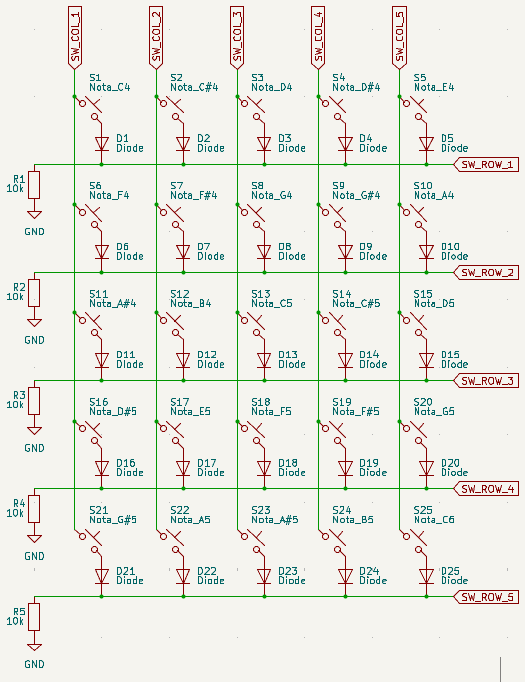 SW_COL_1
SW_COL_2
SW_COL_3
SW_COL_4
SW_COL_5
S1
Nota_C4
S2
Nota_C#4
S3
Nota_D4
S4
Nota_D#4
S5
Nota_E4
D1
Diode
D2
Diode
D3
Diode
D4
Diode
D5
Diode
SW_ROW_1
R1
10k
GND
S6
Nota_F4
S7
Nota_F#4
S8
Nota_G4
S9
Nota_G#4
S10
Nota_A4
D6
Diode
D7
Diode
D8
Diode
D9
Diode
D10
Diode
SW_ROW_2
R2
10k
GND
S11
Nota_A#4
S12
Nota_B4
S13
Nota_C5
S14
Nota_C#5
S15
Nota_D5
D11
Diode
D12
Diode
D13
Diode
D14
Diode
D15
Diode
SW_ROW_3
R3
10k
GND
S16
Nota_D#5
S17
Nota_E5
S18
Nota_F5
S19
Nota_F#5
S20
Nota_G5
D16
Diode
D17
Diode
D18
Diode
D19
Diode
D20
Diode
SW_ROW_4
R4
10k
GND
S21
Nota_G#5
S22
Nota_A5
S23
Nota_A#5
S24
Nota_B5
S25
Nota_C6
D21
Diode
D22
Diode
D23
Diode
D24
Diode
D25
Diode
SW_ROW_5
R5
10k
GND